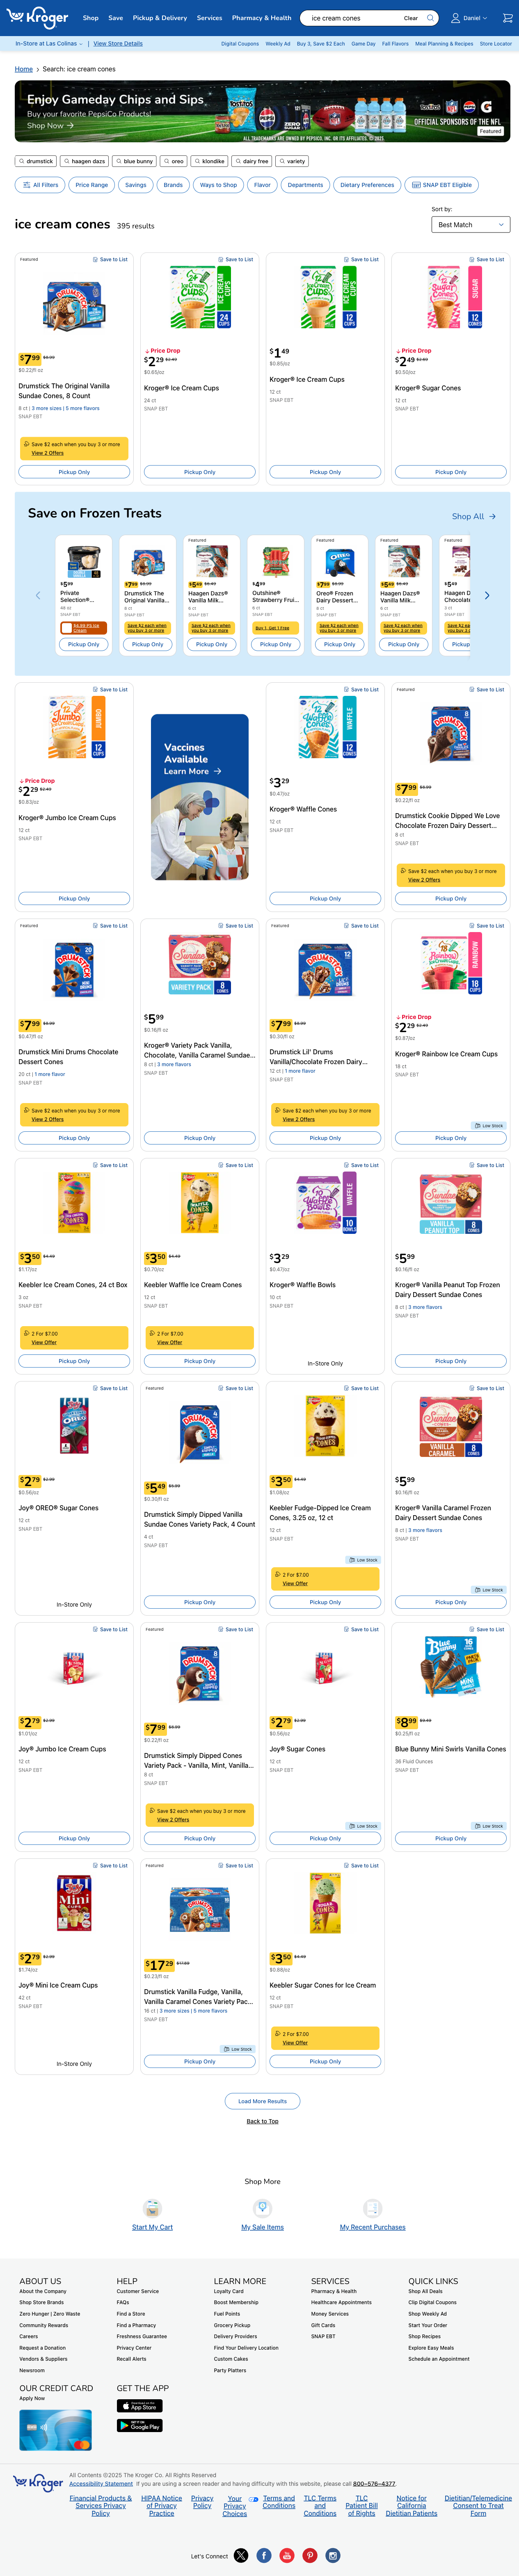 Kroger
Shop Save Pickup & Delivery Services Pharmacy & Health
ice cream cones Clear
Daniel
In-Store at Las Colinas | View Store Details
Digital Coupons Weekly Ad Buy 3, Save $2 Each Game Day Fall Flavors Meal Planning & Recipes Store Locator
Home > Search: ice cream cones
Enjoy Gameday Chips and Sips
Buy your favorite PepsiCo Products!
Shop Now →
OFFICIAL SPONSORS OF THE NFL
Featured
drumstick haagen dazs blue bunny oreo klondike dairy free variety
All Filters Price Range Savings Brands Ways to Shop Flavor Departments Dietary Preferences SNAP EBT Eligible
ice cream cones 395 results
Sort by:
Best Match
Featured Save to List
$7.99 $8.99
$0.22/fl oz
Drumstick The Original Vanilla
Sundae Cones, 8 Count
8 ct | 3 more sizes | 5 more flavors
SNAP EBT
Save $2 each when you buy 3 or more
View 2 Offers
Pickup Only
Save to List
Price Drop
$2.29 $2.49
Kroger® Ice Cream Cups
24 ct
SNAP EBT
Pickup Only
Save to List
$1.49
Kroger® Ice Cream Cups
12 ct
SNAP EBT
Pickup Only
Save to List
Price Drop
$2.49
Kroger® Sugar Cones
12 ct
SNAP EBT
Pickup Only
Save on Frozen Treats
Shop All →
$5.99
Private
Selection®...
48 oz
SNAP EBT
Pickup Only
$7.99 $8.99
Drumstick The
Original Vanilla...
8 ct
SNAP EBT
Save $2 each when
you buy 3 or more
Pickup Only
Featured
$5.49
Haagen Dazs®
Vanilla Milk...
SNAP EBT
Save $2 each when
you buy 3 or more
Pickup Only
$4.99
Outshine®
Strawberry Frui...
6 ct
SNAP EBT
Buy 1, Get 1 Free
Pickup Only
Featured
$7.99 $8.99
Oreo® Frozen
Dairy Dessert...
SNAP EBT
Save $2 each when
you buy 3 or more
Pickup Only
Featured
$5.49
Haagen Dazs®
Vanilla Milk...
SNAP EBT
Save $2 each when
you buy 3 or more
Pickup Only
Featured
$5.49
Haagen D
Chocolate
SNAP EBT
Save $2 ea
you buy 3
Pickup
Save to List
Price Drop
$2.29 $2.49
Kroger® Jumbo Ice Cream Cups
12 ct
SNAP EBT
Pickup Only
Vaccines
Available
Learn More →
Save to List
$3.29
$0.47/oz
Kroger® Waffle Cones
12 ct
SNAP EBT
Pickup Only
Featured Save to List
$7.99 $8.99
$0.22/fl oz
Drumstick Cookie Dipped We Love
Chocolate Frozen Dairy Dessert...
8 ct
SNAP EBT
Save $2 each when you buy 3 or more
View 2 Offers
Pickup Only
Featured Save to List
$7.99 $8.99
$0.47/fl oz
Drumstick Mini Drums Chocolate
Dessert Cones
20 ct | 1 more flavor
SNAP EBT
Save $2 each when you buy 3 or more
View 2 Offers
Pickup Only
Save to List
$5.99
$0.16/fl oz
Kroger® Variety Pack Vanilla,
Chocolate, Vanilla Caramel Sundae...
8 ct | 3 more flavors
SNAP EBT
Pickup Only
Featured Save to List
$7.99 $8.99
$0.30/fl oz
Drumstick Lil' Drums
Vanilla/Chocolate Frozen Dairy...
12 ct | 1 more flavor
SNAP EBT
Save $2 each when you buy 3 or more
View 2 Offers
Pickup Only
Save to List
Price Drop
$2.29 $2.49
Kroger® Rainbow Ice Cream Cups
18 ct
SNAP EBT
Low Stock
Pickup Only
Save to List
$3.50 $4.49
$1.17/oz
Keebler Ice Cream Cones, 24 ct Box
3 oz
SNAP EBT
2 For $7.00
View Offer
Pickup Only
Save to List
$3.50 $4.49
$0.70/oz
Keebler Waffle Ice Cream Cones
12 ct
SNAP EBT
2 For $7.00
View Offer
Pickup Only
Save to List
$3.29
$0.47/oz
Kroger® Waffle Bowls
10 ct
SNAP EBT
In-Store Only
Save to List
$5.99
$0.16/fl oz
Kroger® Vanilla Peanut Top Frozen
Dairy Dessert Sundae Cones
8 ct | 3 more flavors
SNAP EBT
Pickup Only
Save to List
$2.79 $2.99
$0.56/oz
Joy® OREO® Sugar Cones
12 ct
SNAP EBT
In-Store Only
Featured Save to List
$5.49 $5.99
$0.30/fl oz
Drumstick Simply Dipped Vanilla
Sundae Cones Variety Pack, 4 Count
4 ct
SNAP EBT
Pickup Only
Save to List
$3.50 $4.49
$1.08/oz
Keebler Fudge-Dipped Ice Cream
Cones, 3.25 oz, 12 ct
12 ct
SNAP EBT
Low Stock
2 For $7.00
View Offer
Pickup Only
Save to List
$5.99
$0.16/fl oz
Kroger® Vanilla Caramel Frozen
Dairy Dessert Sundae Cones
8 ct | 3 more flavors
SNAP EBT
Low Stock
Pickup Only
Save to List
$2.79 $2.99
$1.01/oz
Joy® Jumbo Ice Cream Cups
12 ct
SNAP EBT
Pickup Only
Featured Save to List
$7.99 $8.99
$0.22/fl oz
Drumstick Simply Dipped Cones
Variety Pack - Vanilla, Mint, Vanilla...
8 ct
SNAP EBT
Save $2 each when you buy 3 or more
View 2 Offers
Pickup Only
Save to List
$2.79 $2.99
$0.56/oz
Joy® Sugar Cones
12 ct
SNAP EBT
Low Stock
Pickup Only
Save to List
$8.99 $9.49
$0.25/fl oz
Blue Bunny Mini Swirls Vanilla Cones
36 Fluid Ounces
SNAP EBT
Low Stock
Pickup Only
Save to List
$2.79 $2.99
$1.74/oz
Joy® Mini Ice Cream Cups
42 ct
SNAP EBT
In-Store Only
Featured Save to List
$17.29 $17.99
$0.23/fl oz
Drumstick Vanilla Fudge, Vanilla,
Vanilla Caramel Cones Variety Pac...
16 ct | 3 more sizes | 5 more flavors
SNAP EBT
Low Stock
Pickup Only
Save to List
$3.50 $4.49
Keebler Sugar Cones for Ice Cream
12 ct
SNAP EBT
2 For $7.00
View Offer
Pickup Only
Load More Results
Back to Top
Shop More
Start My Cart My Sale Items My Recent Purchases
ABOUT US
About the Company
Shop Store Brands
Zero Hunger | Zero Waste
Community Rewards
Careers
Request a Donation
Vendors & Suppliers
Newsroom
HELP
Customer Service
FAQs
Find a Store
Find a Pharmacy
Freshness Guarantee
Privacy Center
Recall Alerts
LEARN MORE
Loyalty Card
Boost Membership
Fuel Points
Grocery Pickup
Delivery Providers
Find Your Delivery Location
Custom Cakes
Party Platters
SERVICES
Pharmacy & Health
Healthcare Appointments
Money Services
Gift Cards
SNAP EBT
QUICK LINKS
Shop All Deals
Clip Digital Coupons
Shop Weekly Ad
Start Your Order
Shop Recipes
Explore Easy Meals
Schedule an Appointment
OUR CREDIT CARD
Apply Now
GET THE APP
App Store
Google Play
Kroger
All Contents ©2025 The Kroger Co. All Rights Reserved
Accessibility Statement If you are using a screen reader and having difficulty with this website, please call 800-576-4377.
Financial Products &
Services Privacy
Policy
HIPAA Notice
of Privacy
Practice
Privacy
Policy
Your
Privacy
Choices
Terms and
Conditions
TLC Terms
and
Conditions
TLC
Patient Bill
of Rights
Notice for
California
Dietitian Patients
Dietitian/Telemedicine
Consent to Treat
Form
Let's Connect